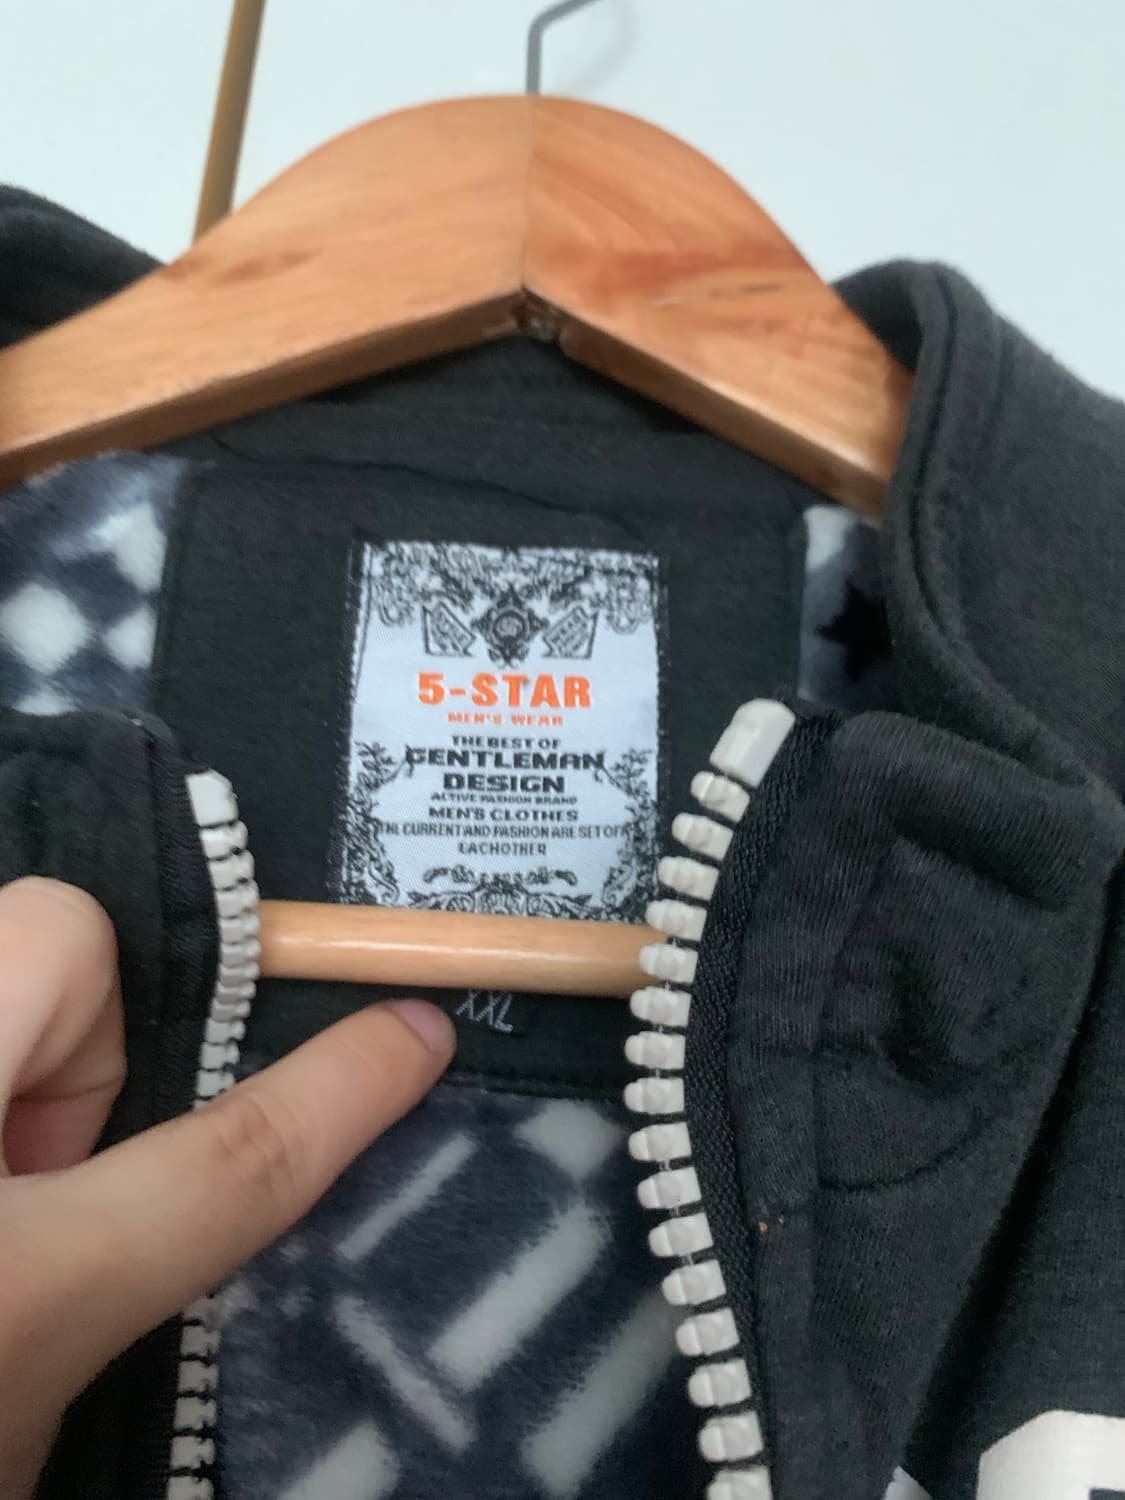 5-STAR
MEN'S WEAR
THE BEST OF
GENTLEMAN
DESIGN
ACTIVE FASHION BRAND
MEN'S CLOTHES
THE CURRENT AND FASHION ARE SET OFF
EACHOTHER
XXL